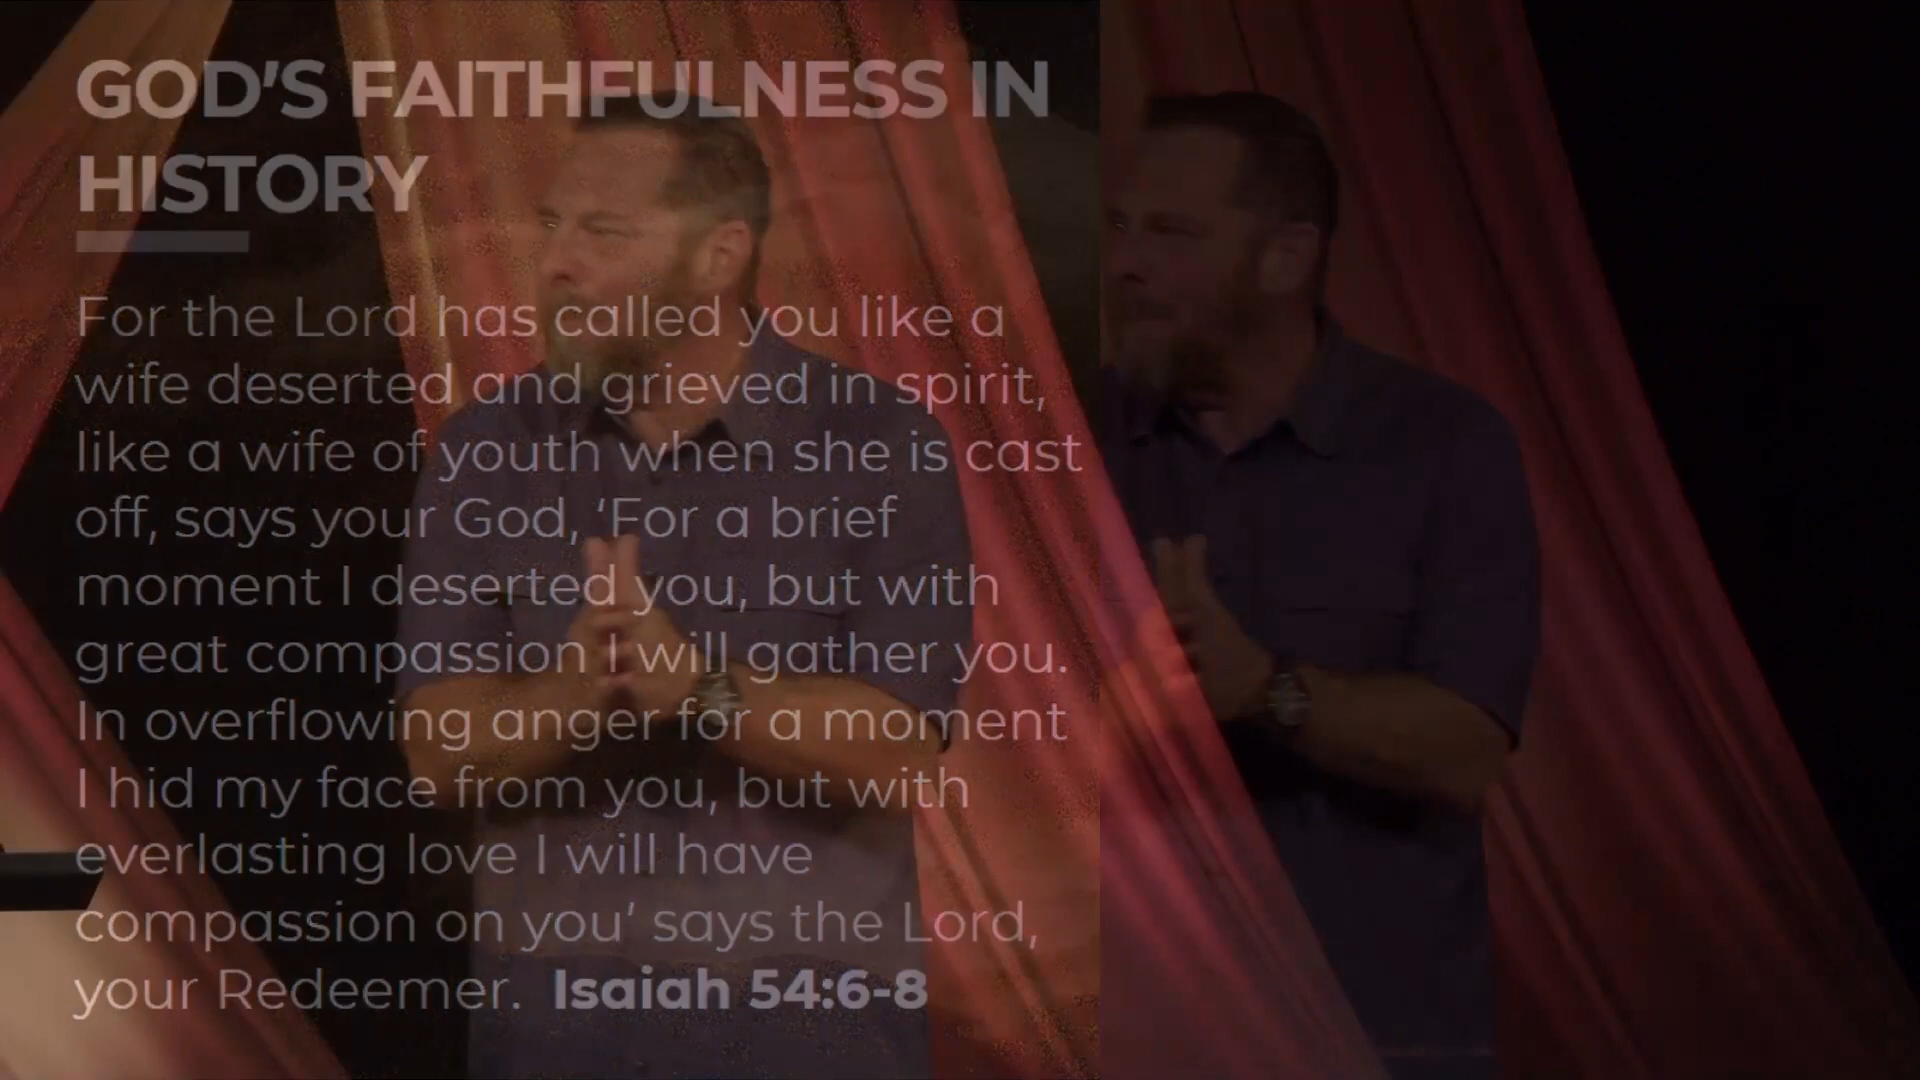 GOD'S FAITHFULNESS IN
HISTORY
For the Lord has called you like a
wife deserted and grieved in spirit,
like a wife of youth when she is cast
off, says your God, ‘For a brief
moment I deserted you, but with
great compassion I will gather you.
In overflowing anger for a moment
I hid my face from you, but with
everlasting love I will have
compassion on you’ says the Lord,
your Redeemer. Isaiah 54:6-8